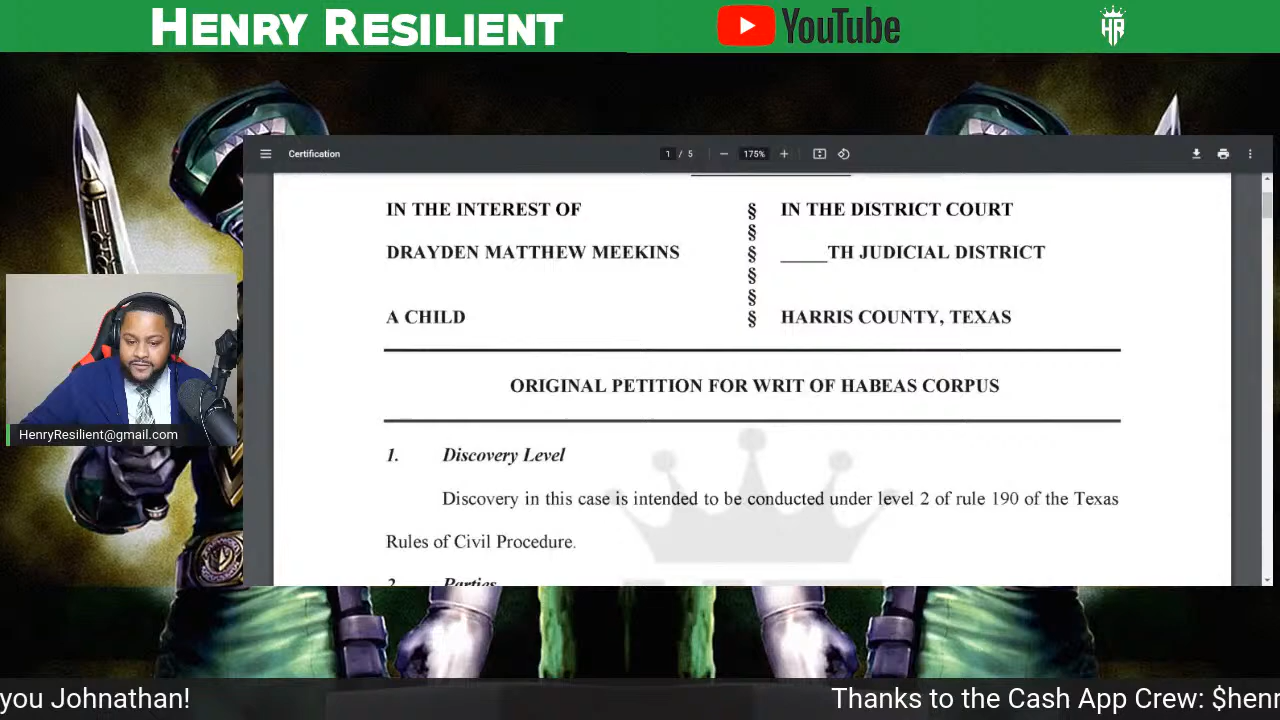 HENRY RESILIENT
YouTube
HR
Certification
1 / 5
175%
IN THE INTEREST OF § IN THE DISTRICT COURT
§
DRAYDEN MATTHEW MEEKINS § _____TH JUDICIAL DISTRICT
§
§
A CHILD § HARRIS COUNTY, TEXAS
ORIGINAL PETITION FOR WRIT OF HABEAS CORPUS
1. Discovery Level
Discovery in this case is intended to be conducted under level 2 of rule 190 of the Texas
Rules of Civil Procedure.
2. Parties
HenryResilient@gmail.com
you Johnathan!
Thanks to the Cash App Crew: $henr